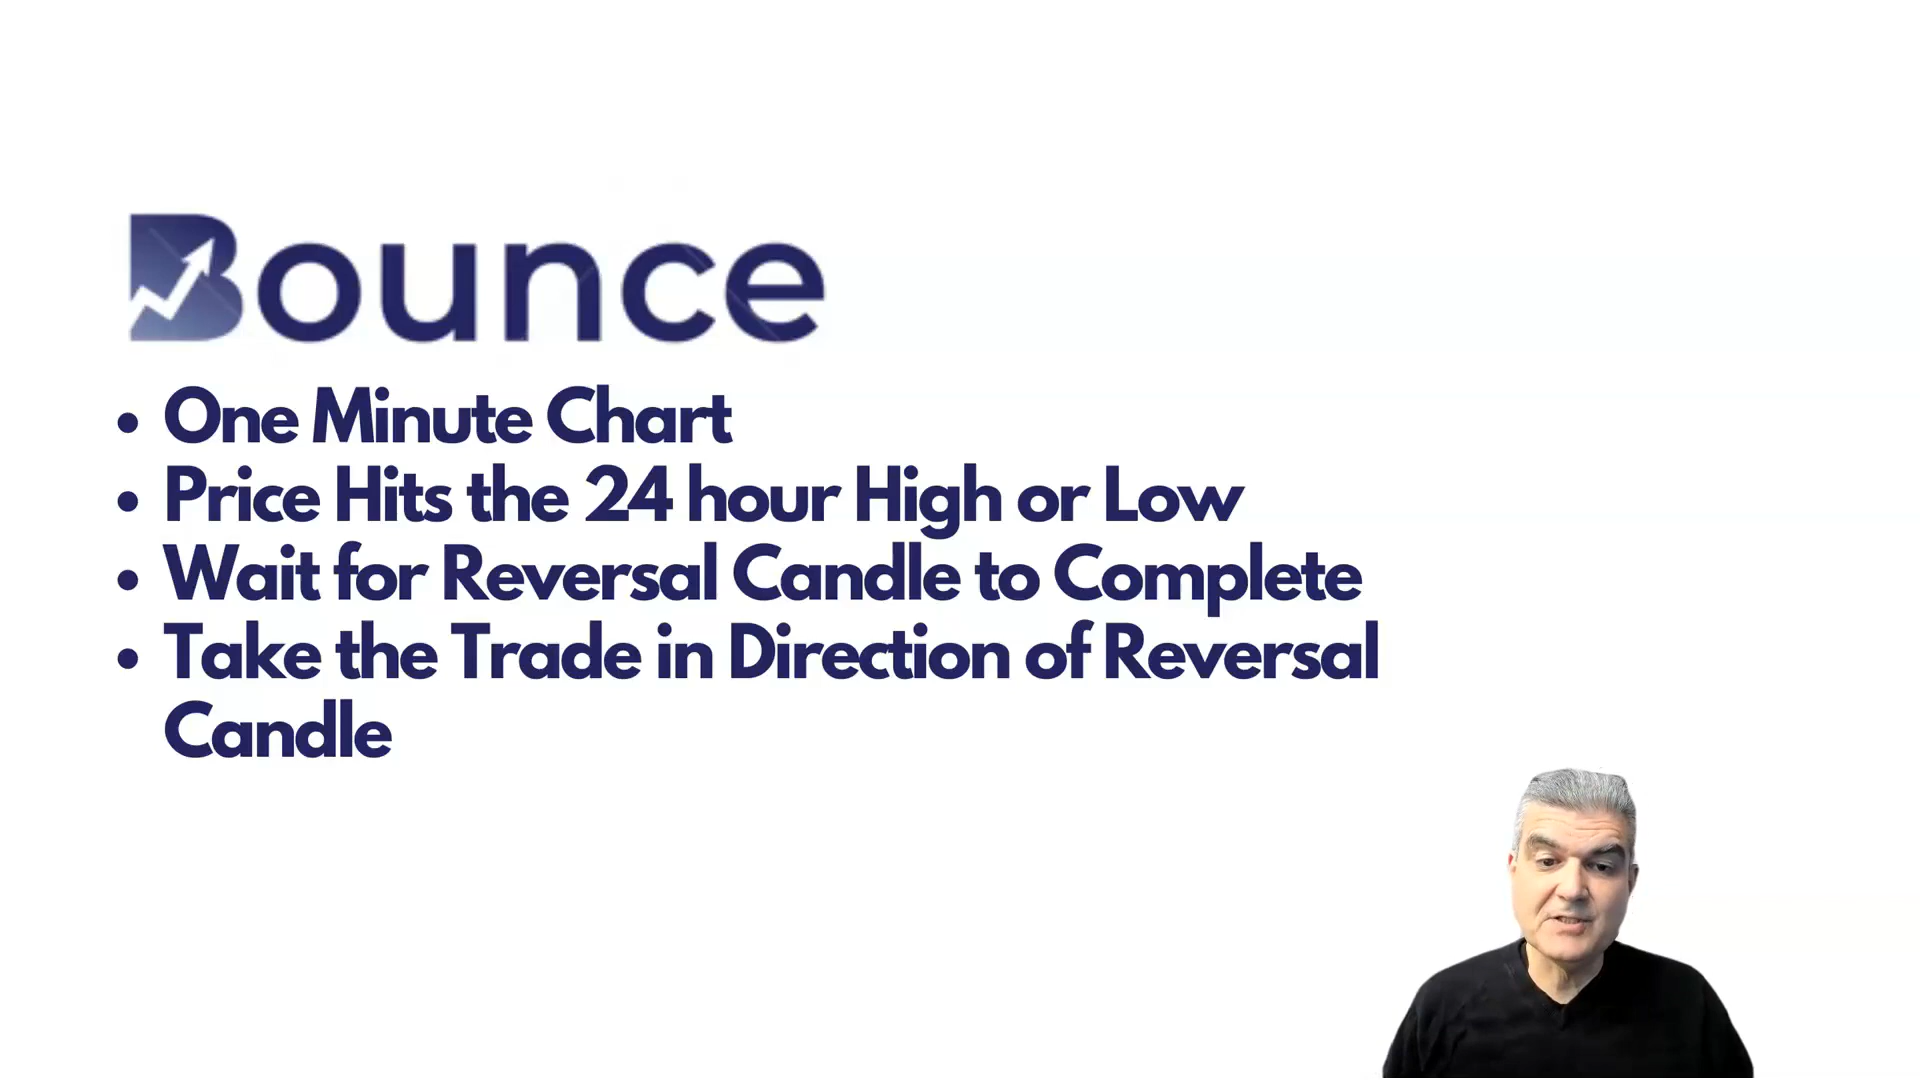 Bounce
• One Minute Chart
• Price Hits the 24 hour High or Low
• Wait for Reversal Candle to Complete
• Take the Trade in Direction of Reversal
Candle